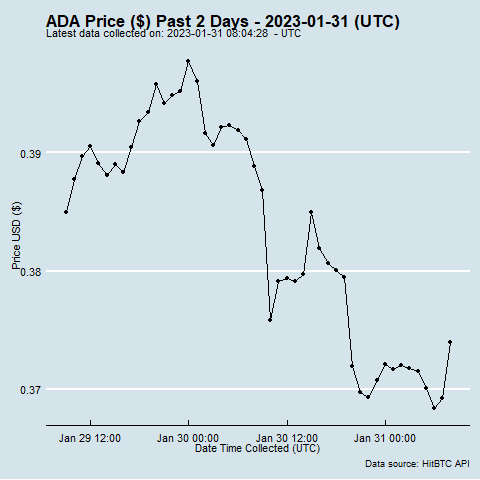 ADA Price ($) Past 2 Days - 2023-01-31 (UTC)
Latest data collected on: 2023-01-31 08:04:28  - UTC
0.39
0.38
0.37
Price USD ($)
Jan 29 12:00 Jan 30 00:00 Jan 30 12:00 Jan 31 00:00
Date Time Collected (UTC)
Data source: HitBTC API